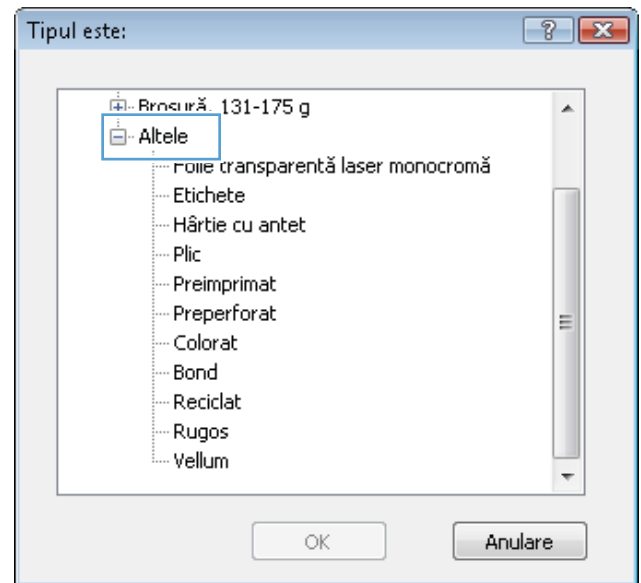 Tipul este:
Broșură, 131-175 g
Altele
Folie transparentă laser monocromă
Etichete
Hârtie cu antet
Plic
Preimprimat
Preperforat
Colorat
Bond
Reciclat
Rugos
Vellum
OK Anulare